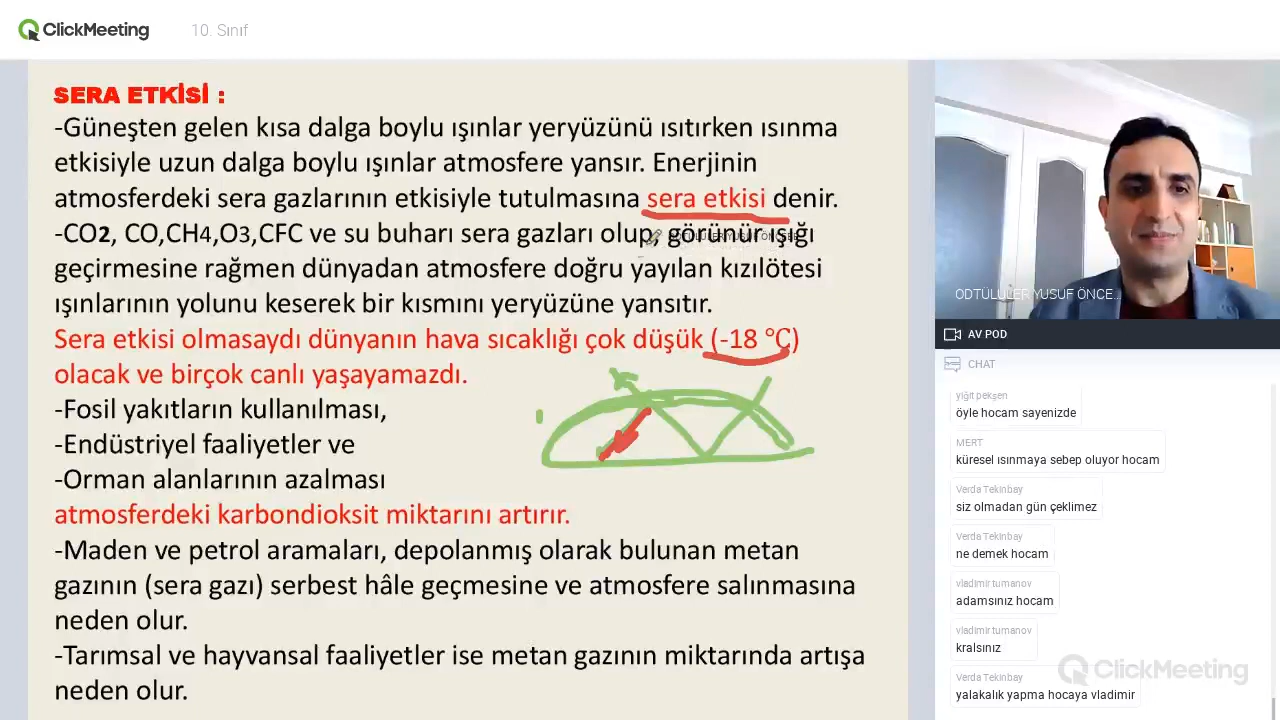 ClickMeeting
10. Sınıf
SERA ETKİSİ :
-Güneşten gelen kısa dalga boylu ışınlar yeryüzünü ısıtırken ısınma
etkisiyle uzun dalga boylu ışınlar atmosfere yansır. Enerjinin
atmosferdeki sera gazlarının etkisiyle tutulmasına sera etkisi denir.
-CO2, CO,CH4,O3,CFC ve su buharı sera gazları olup, görünür ışığı
geçirmesine rağmen dünyadan atmosfere doğru yayılan kızılötesi
ışınlarının yolunu keserek bir kısmını yeryüzüne yansıtır.
Sera etkisi olmasaydı dünyanın hava sıcaklığı çok düşük (-18 °C)
olacak ve birçok canlı yaşayamazdı.
-Fosil yakıtların kullanılması,
-Endüstriyel faaliyetler ve
-Orman alanlarının azalması
atmosferdeki karbondioksit miktarını artırır.
-Maden ve petrol aramaları, depolanmış olarak bulunan metan
gazının (sera gazı) serbest hâle geçmesine ve atmosfere salınmasına
neden olur.
-Tarımsal ve hayvansal faaliyetler ise metan gazının miktarında artışa
neden olur.
ODTÜLÜLER YUSUF ÖNCE...
AV POD
CHAT
yiğit pekşen
öyle hocam sayenizde
MERT
küresel ısınmaya sebep oluyor hocam
Verda Tekinbay
siz olmadan gün çeklimez
Verda Tekinbay
ne demek hocam
vladimir tumanov
adamsınız hocam
vladimir tumanov
kralsınız
Verda Tekinbay
yalakalık yapma hocaya vladimir
ClickMeeting